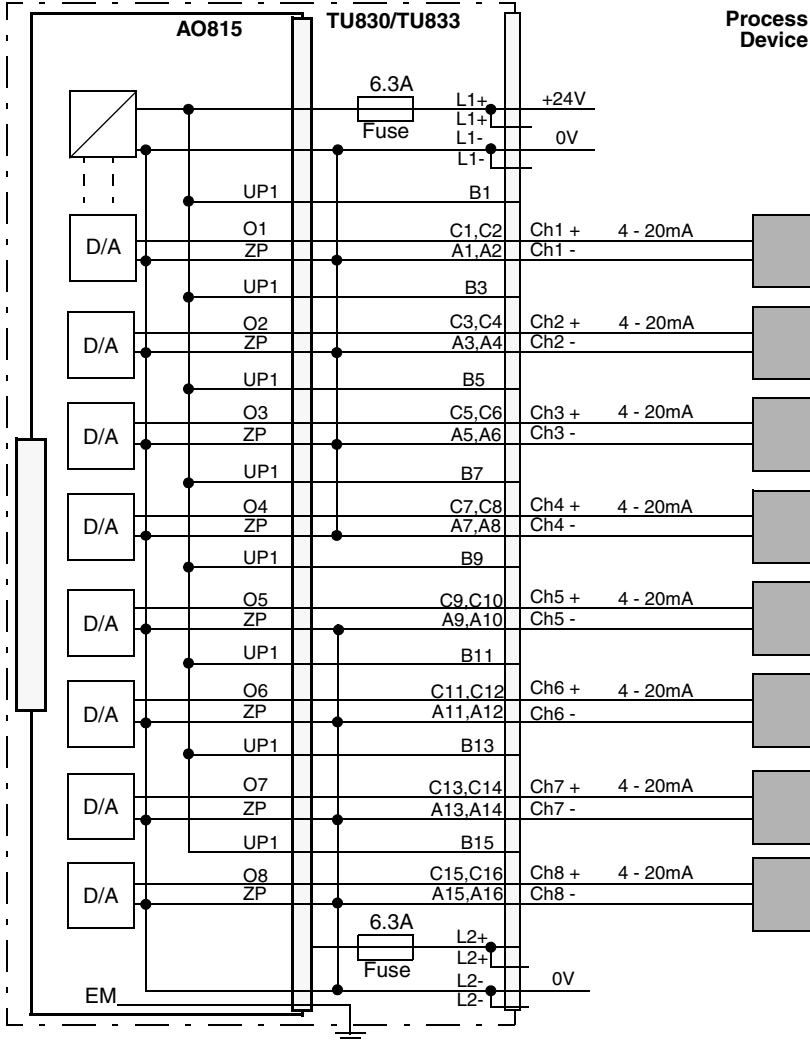 AO815
TU830/TU833
Process
Device
6.3A
Fuse
L1+
L1+
L1-
L1-
+24V
0V
UP1 B1
D/A O1 C1,C2 Ch1 + 4 - 20mA
ZP A1,A2 Ch1 -
UP1 B3
D/A O2 C3,C4 Ch2 + 4 - 20mA
ZP A3,A4 Ch2 -
UP1 B5
D/A O3 C5,C6 Ch3 + 4 - 20mA
ZP A5,A6 Ch3 -
UP1 B7
D/A O4 C7,C8 Ch4 + 4 - 20mA
ZP A7,A8 Ch4 -
UP1 B9
D/A O5 C9,C10 Ch5 + 4 - 20mA
ZP A9,A10 Ch5 -
UP1 B11
D/A O6 C11,C12 Ch6 + 4 - 20mA
ZP A11,A12 Ch6 -
UP1 B13
D/A O7 C13,C14 Ch7 + 4 - 20mA
ZP A13,A14 Ch7 -
UP1 B15
D/A O8 C15,C16 Ch8 + 4 - 20mA
ZP A15,A16 Ch8 -
6.3A
Fuse
L2+
L2+
L2-
L2-
0V
EM